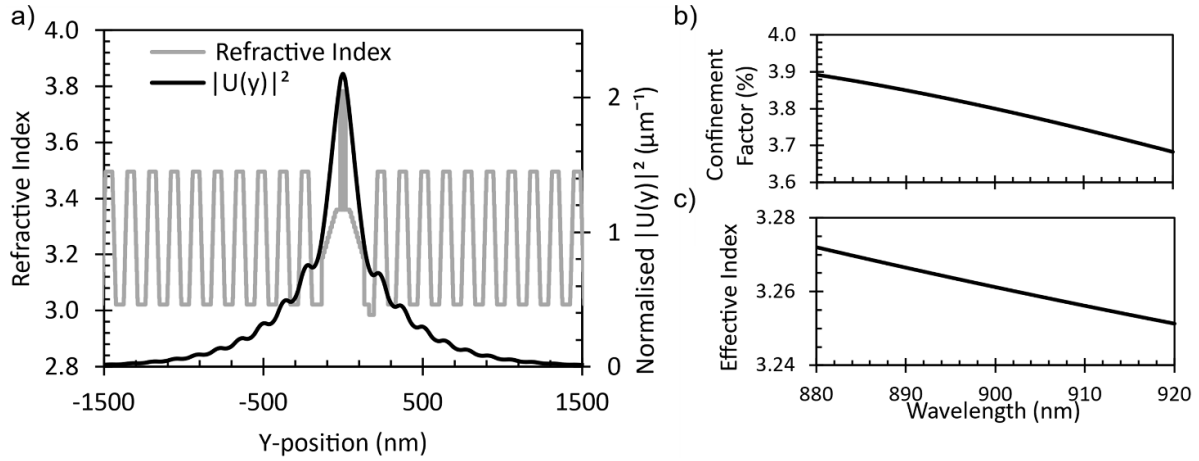 a)
4.0
3.8
3.6
3.4
3.2
3.0
2.8
Refractive Index
Refractive Index
|U(y)|²
2
1
0
Normalised |U(y)|² (µm⁻¹)
-1500
-500
500
1500
Y-position (nm)
b)
4.0
3.9
3.8
3.7
3.6
Confinement
Factor (%)
c)
3.28
3.26
3.24
Effective Index
880
890
900
910
920
Wavelength (nm)